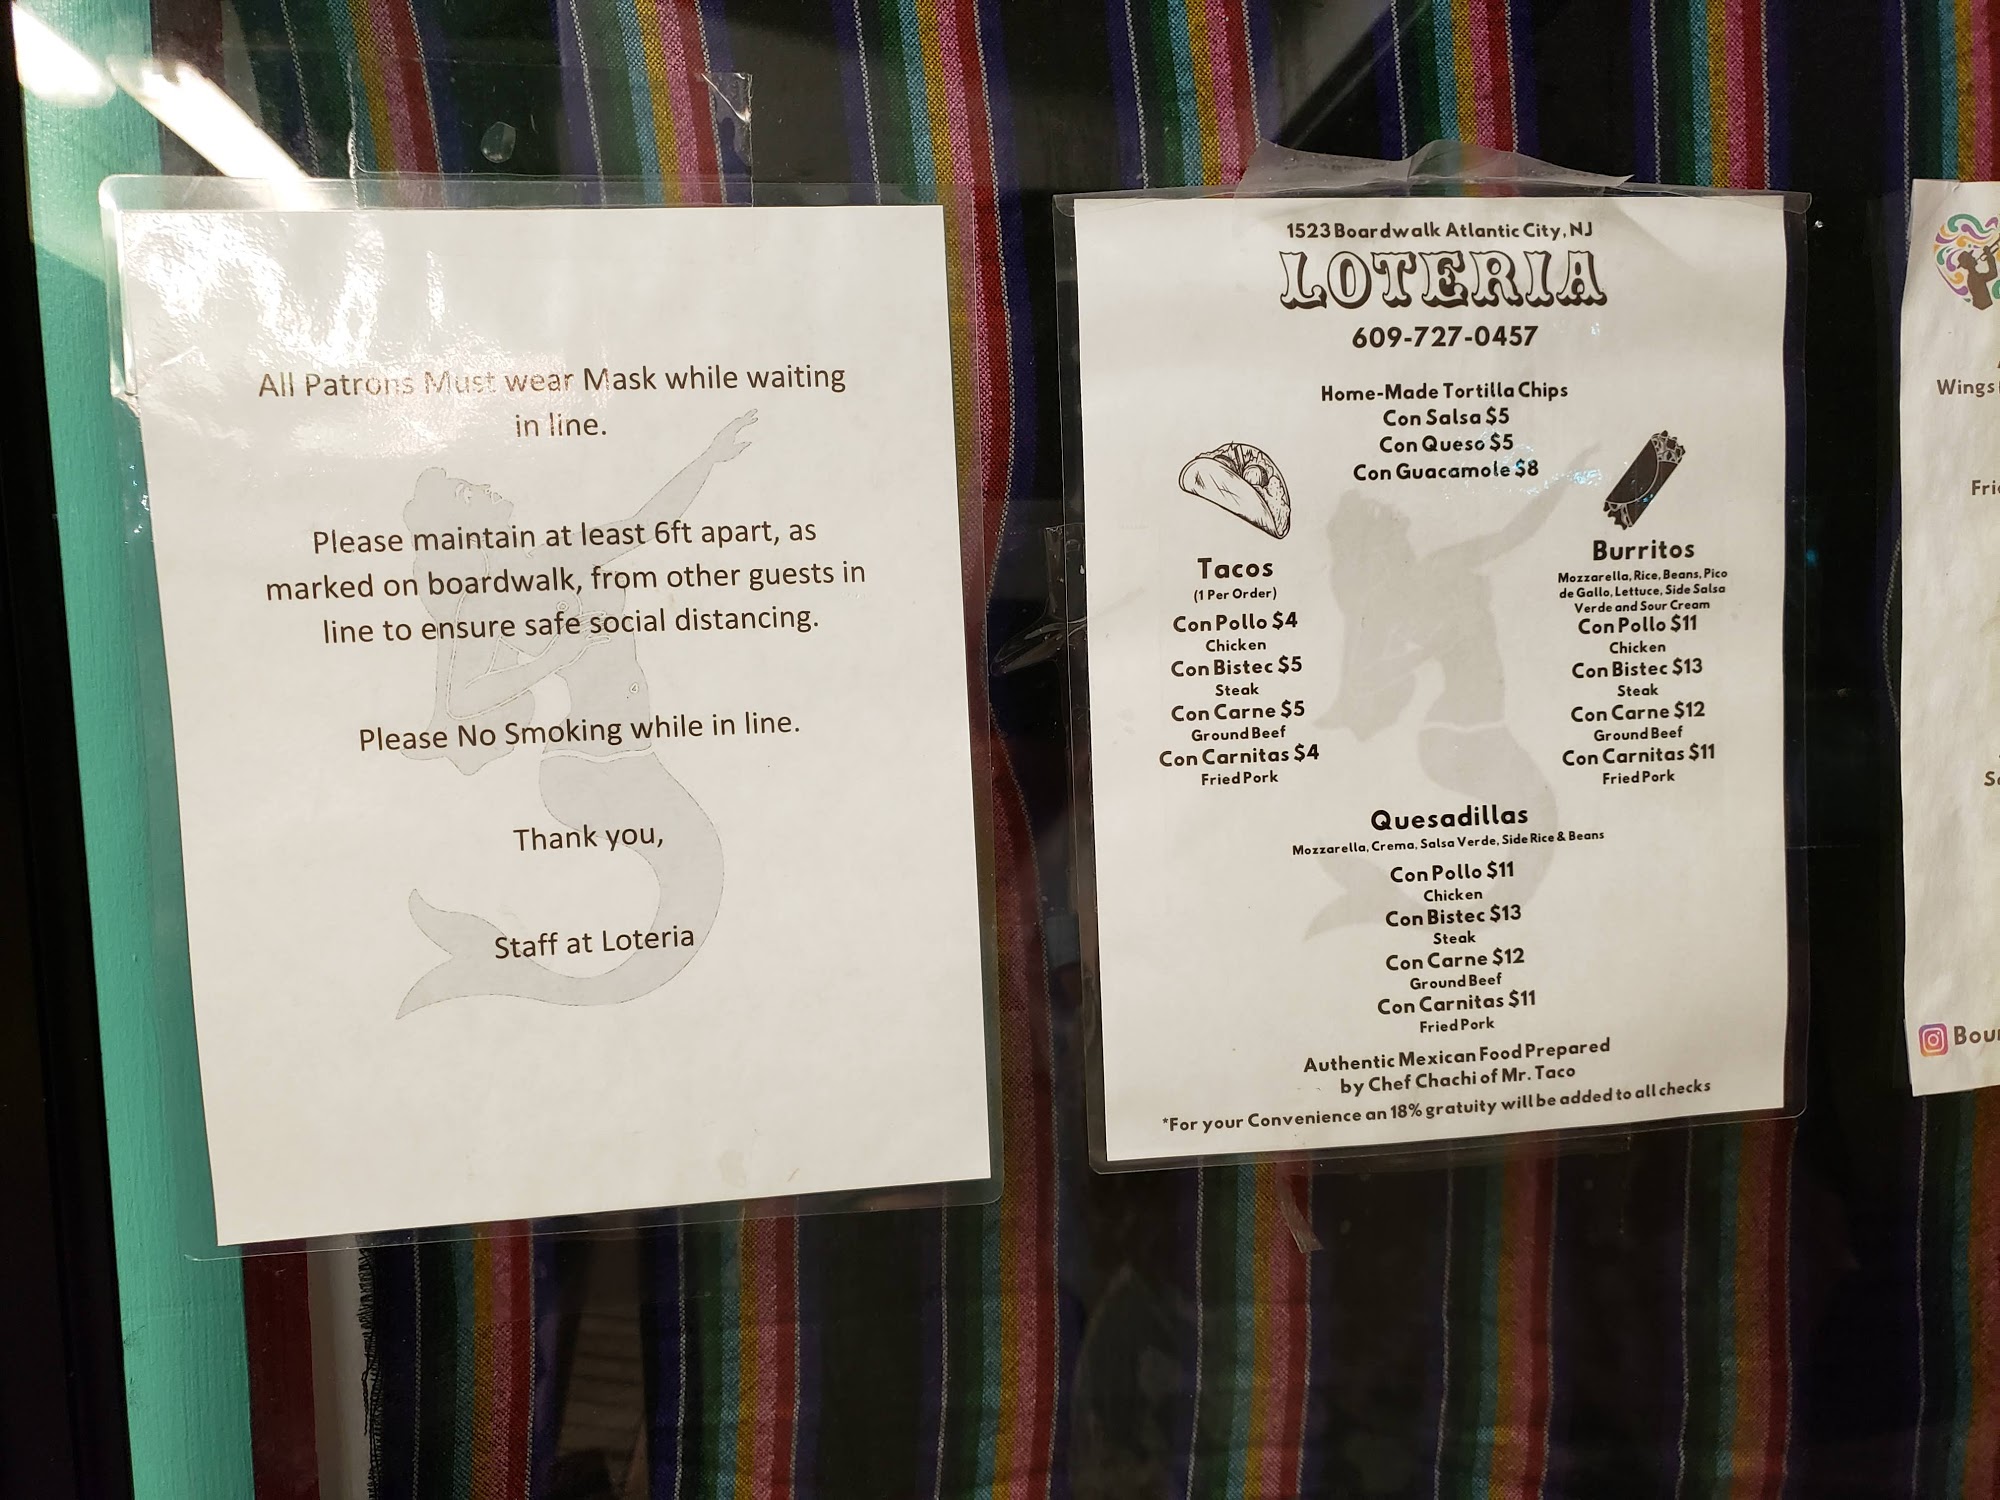 All Patrons Must wear Mask while waiting
in line.
Please maintain at least 6ft apart, as
marked on boardwalk, from other guests in
line to ensure safe social distancing.
Please No Smoking while in line.
Thank you,
Staff at Loteria
1523 Boardwalk Atlantic City, NJ
LOTERIA
609-727-0457
Home-Made Tortilla Chips
Con Salsa $5
Con Queso $5
Con Guacamole $8
Tacos
(1 Per Order)
Con Pollo $4
Chicken
Con Bistec $5
Steak
Con Carne $5
Ground Beef
Con Carnitas $4
Fried Pork
Burritos
Mozzarella, Rice, Beans, Pico
de Gallo, Lettuce, Side Salsa
Verde and Sour Cream
Con Pollo $11
Chicken
Con Bistec $13
Steak
Con Carne $12
Ground Beef
Con Carnitas $11
Fried Pork
Quesadillas
Mozzarella, Crema, Salsa Verde, Side Rice & Beans
Con Pollo $11
Chicken
Con Bistec $13
Steak
Con Carne $12
Ground Beef
Con Carnitas $11
Fried Pork
Authentic Mexican Food Prepared
by Chef Chachi of Mr. Taco
*For your Convenience an 18% gratuity will be added to all checks
Wings